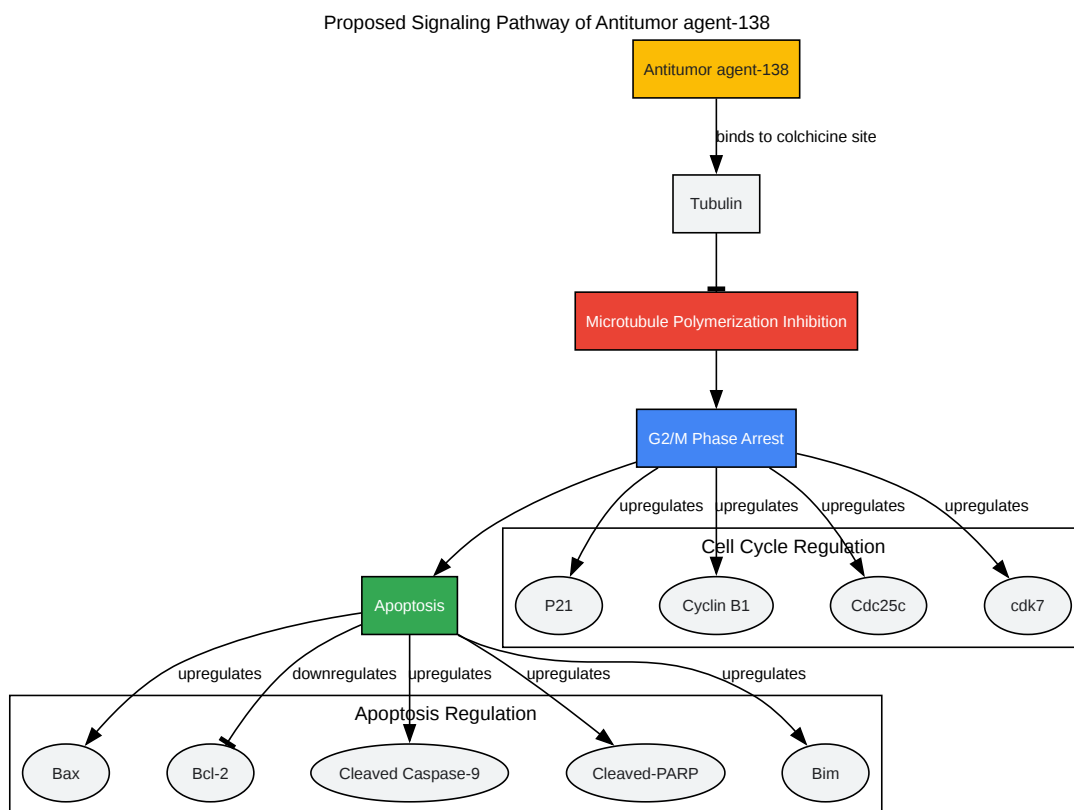 Proposed Signaling Pathway of Antitumor agent-138
Antitumor agent-138
binds to colchicine site
Tubulin
Microtubule Polymerization Inhibition
G2/M Phase Arrest
upregulates
upregulates
upregulates
upregulates
Cell Cycle Regulation
Apoptosis
P21
Cyclin B1
Cdc25c
cdk7
upregulates
downregulates
upregulates
upregulates
upregulates
Apoptosis Regulation
Bax
Bcl-2
Cleaved Caspase-9
Cleaved-PARP
Bim